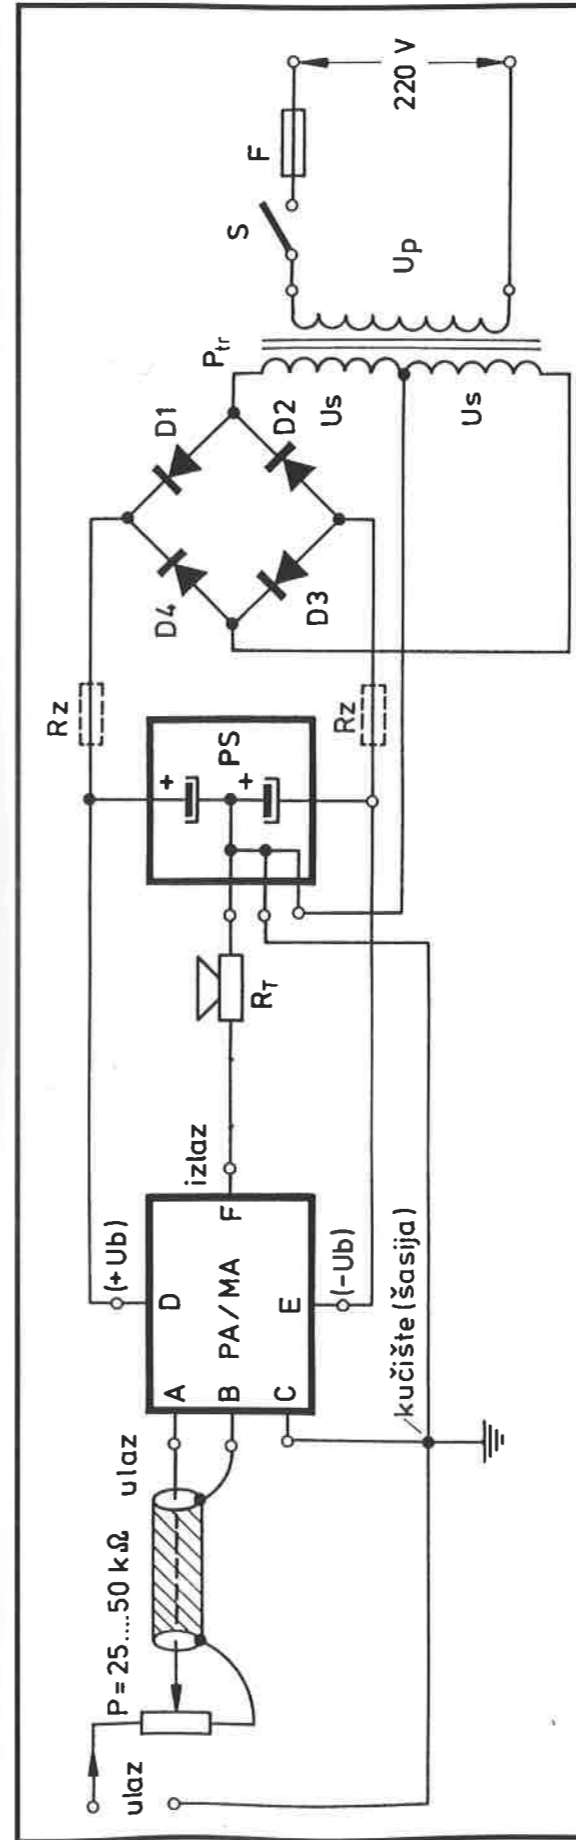 ulaz
P = 25....50 kΩ
ulaz
A
B
C
PA/MA
D
E
F
(+Ub)
(-Ub)
kučište (šasija)
izlaz
RT
Rz
+
+
PS
Rz
D4
D1
D3
D2
Ptr
Us
Us
Up
S
F
220 V